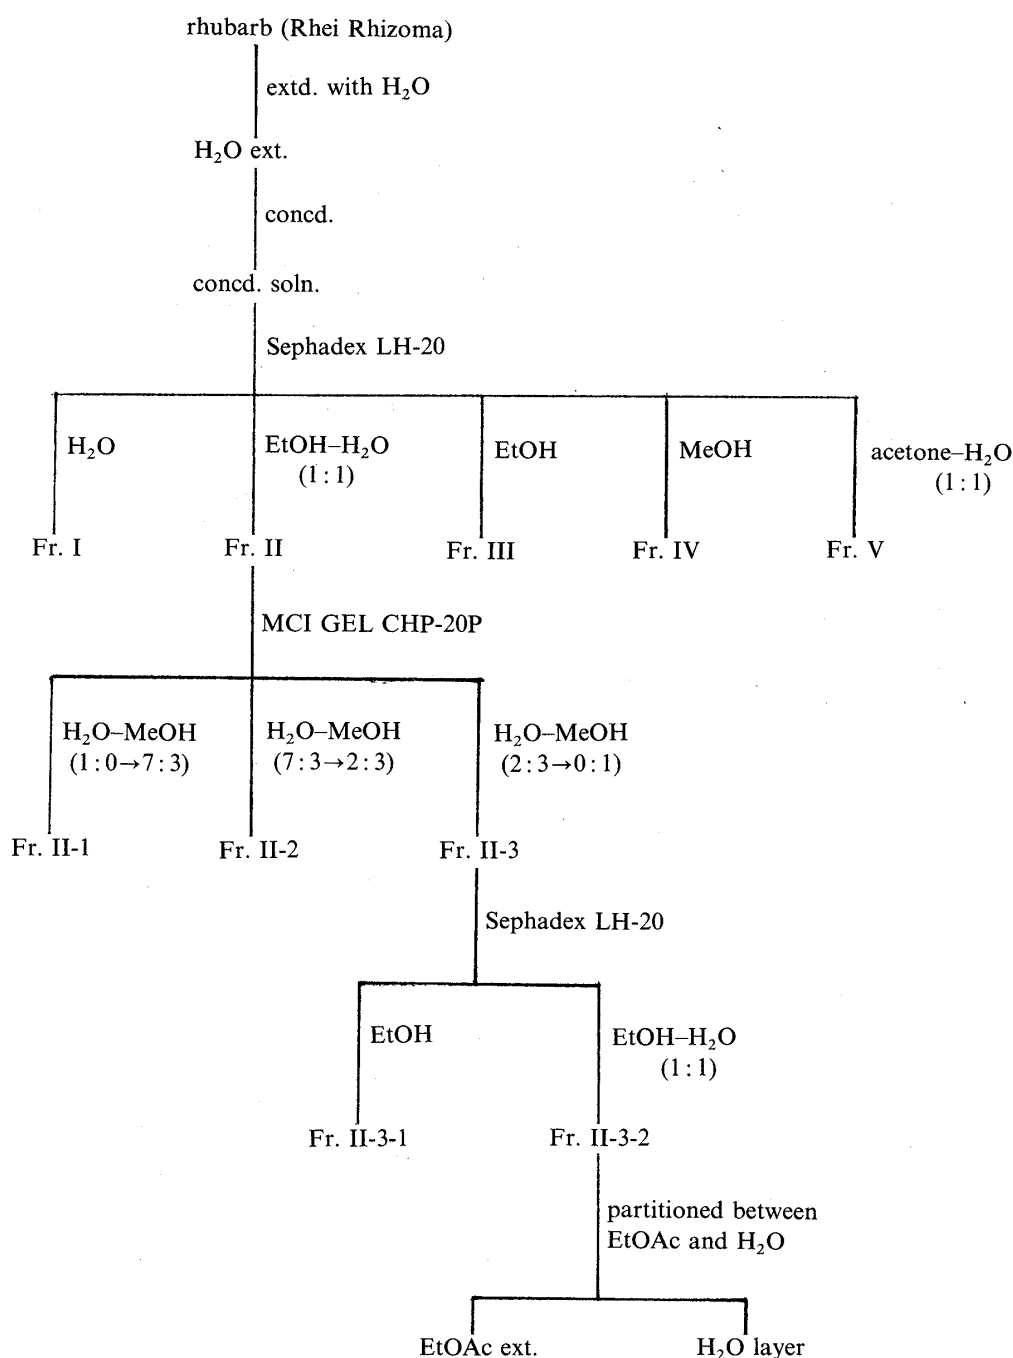 rhubarb (Rhei Rhizoma)
extd. with H₂O
H₂O ext.
concd.
concd. soln.
Sephadex LH-20
H₂O
EtOH–H₂O
(1:1)
EtOH
MeOH
acetone–H₂O
(1:1)
Fr. I
Fr. II
Fr. III
Fr. IV
Fr. V
MCI GEL CHP-20P
H₂O–MeOH
(1:0→7:3)
H₂O–MeOH
(7:3→2:3)
H₂O–MeOH
(2:3→0:1)
Fr. II-1
Fr. II-2
Fr. II-3
Sephadex LH-20
EtOH
EtOH–H₂O
(1:1)
Fr. II-3-1
Fr. II-3-2
partitioned between
EtOAc and H₂O
EtOAc ext.
H₂O layer